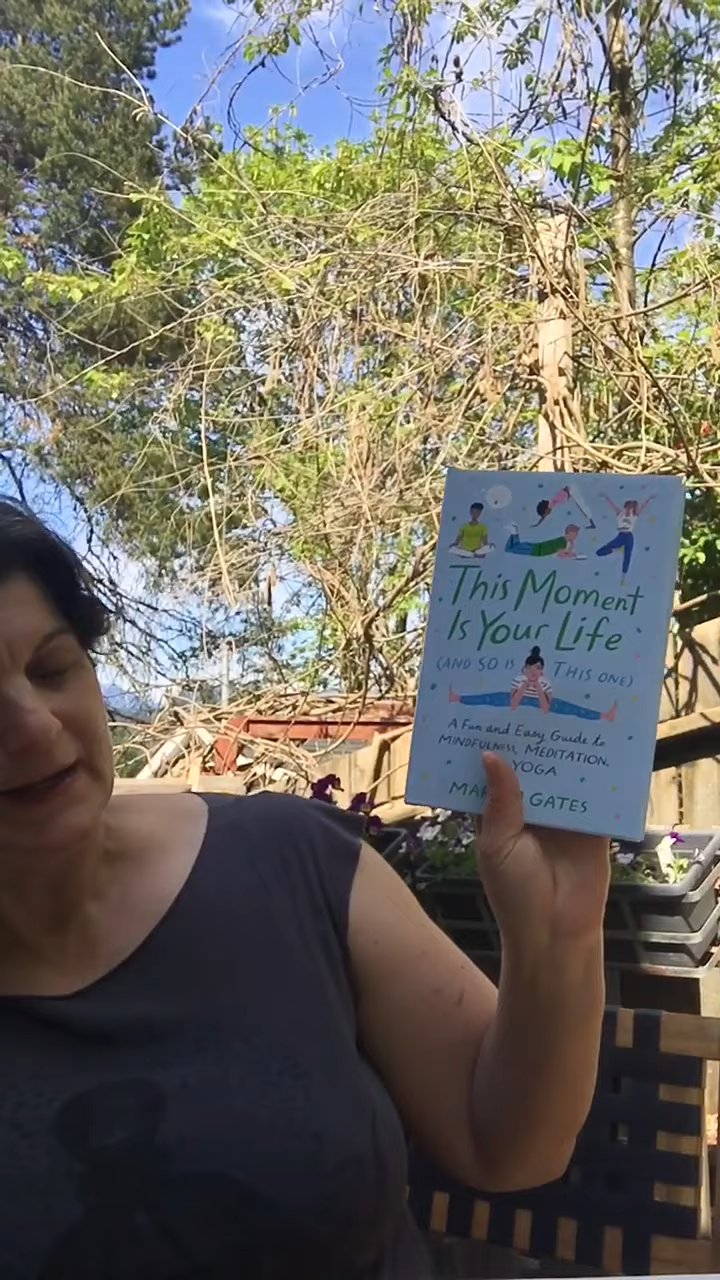 This Moment
Is Your Life
(AND SO IS THIS ONE)
A Fun and Easy Guide to
MINDFULNESS, MEDITATION,
YOGA
GATES